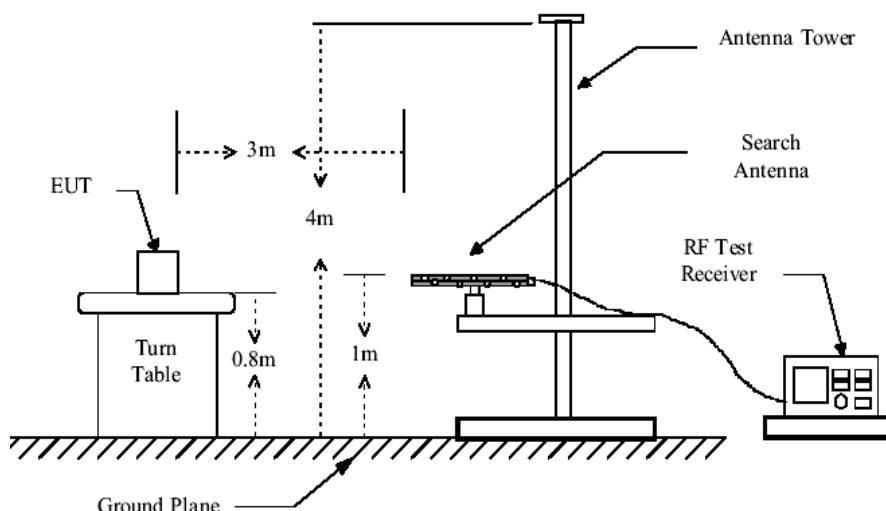 Antenna Tower
3m
Search
Antenna
EUT
4m
RF Test
Receiver
Turn
Table
0.8m
1m
Ground Plane